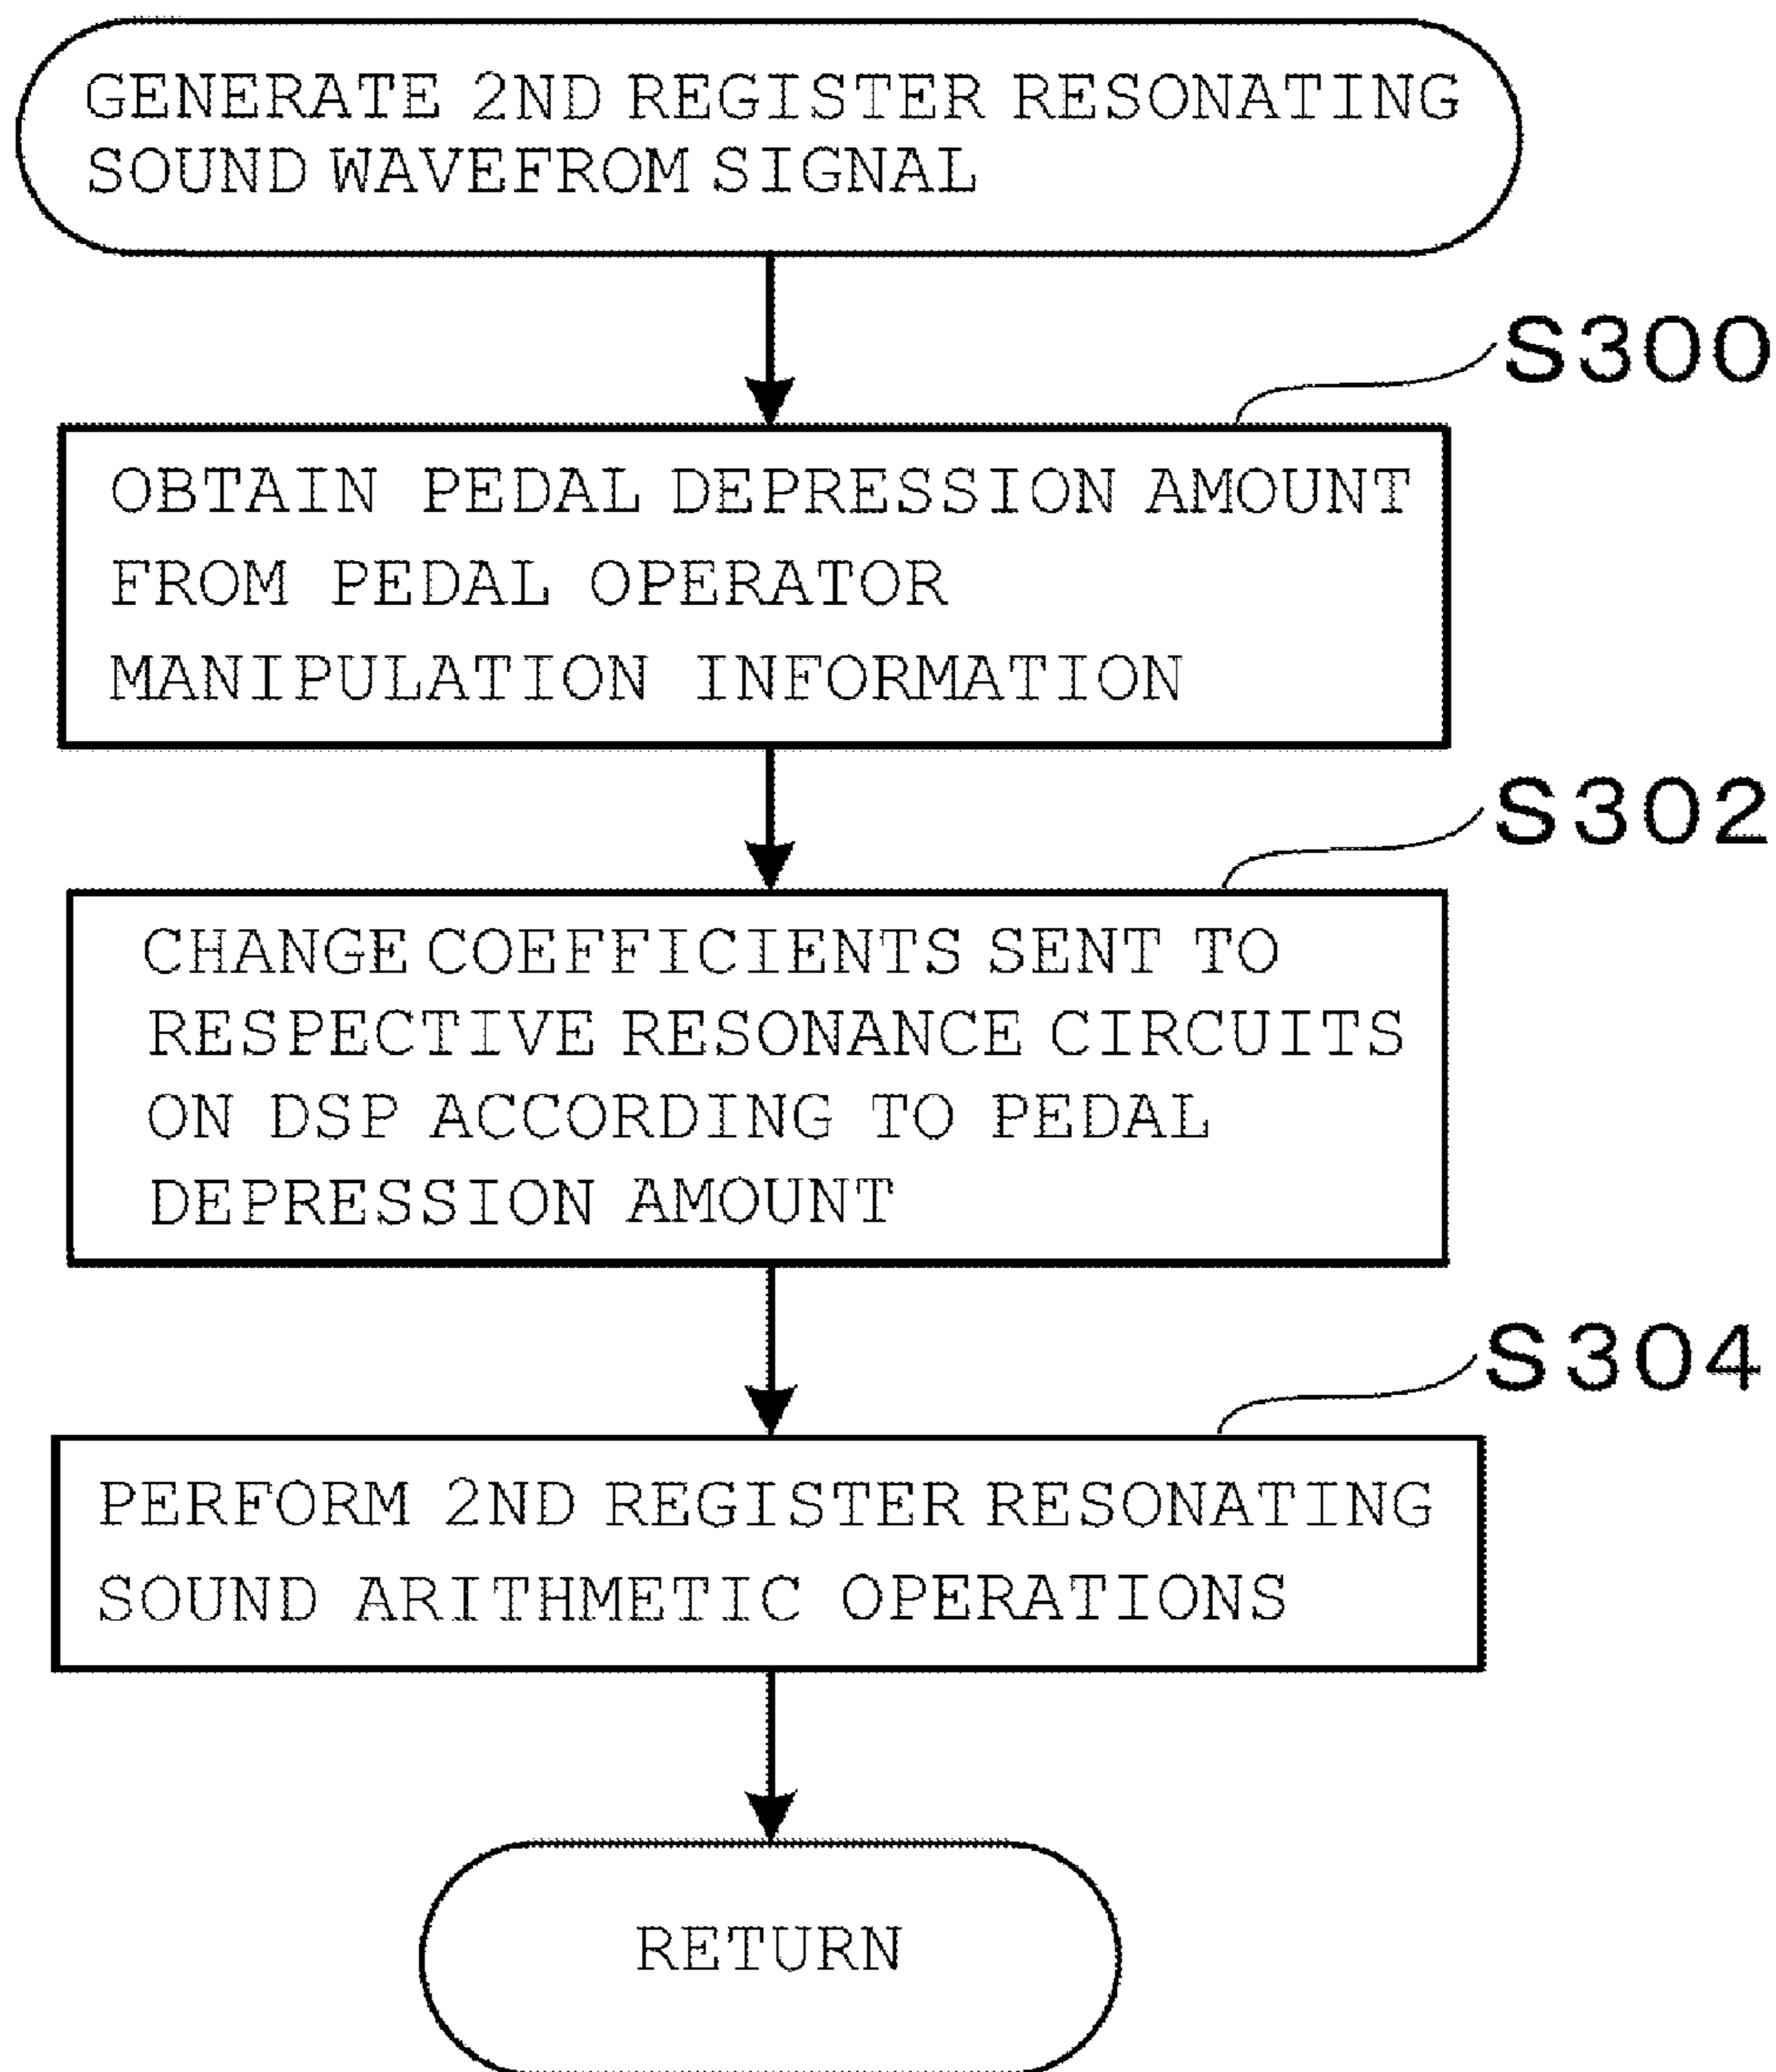 GENERATE 2ND REGISTER RESONATING
SOUND WAVEFROM SIGNAL
S300
OBTAIN PEDAL DEPRESSION AMOUNT
FROM PEDAL OPERATOR
MANIPULATION INFORMATION
S302
CHANGE COEFFICIENTS SENT TO
RESPECTIVE RESONANCE CIRCUITS
ON DSP ACCORDING TO PEDAL
DEPRESSION AMOUNT
S304
PERFORM 2ND REGISTER RESONATING
SOUND ARITHMETIC OPERATIONS
RETURN